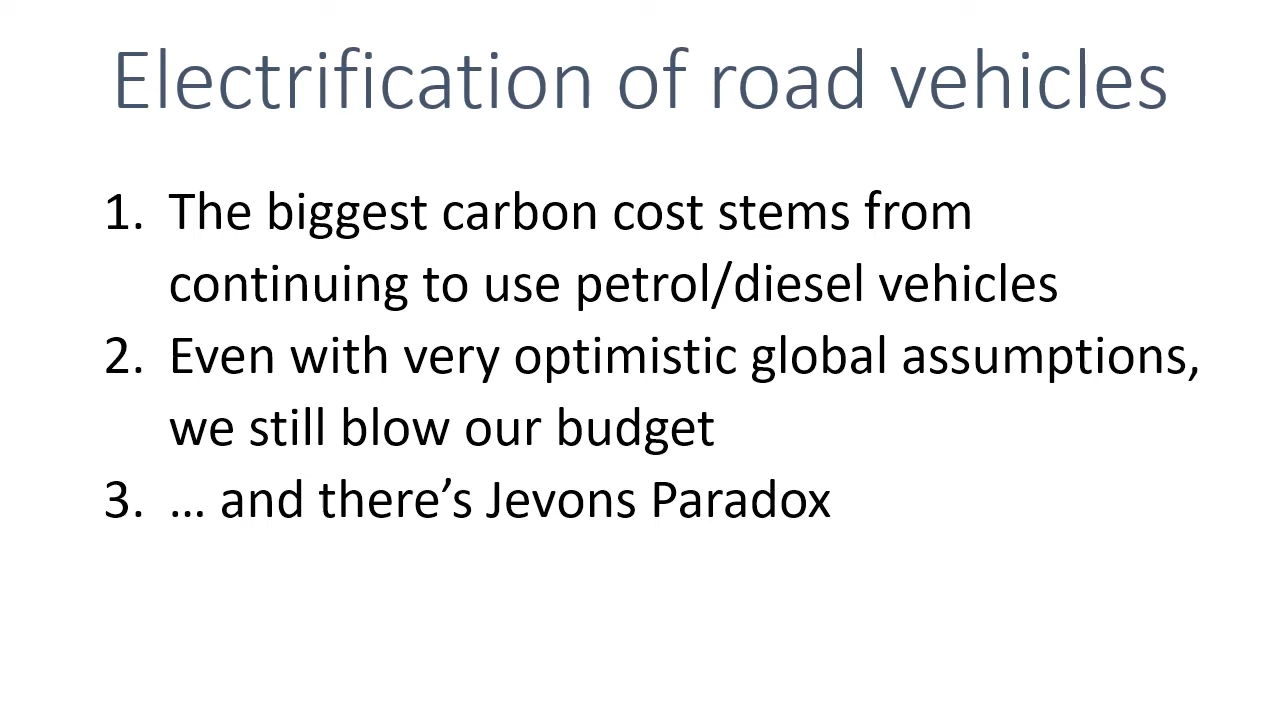 Electrification of road vehicles
1. The biggest carbon cost stems from
continuing to use petrol/diesel vehicles
2. Even with very optimistic global assumptions,
we still blow our budget
3. … and there’s Jevons Paradox